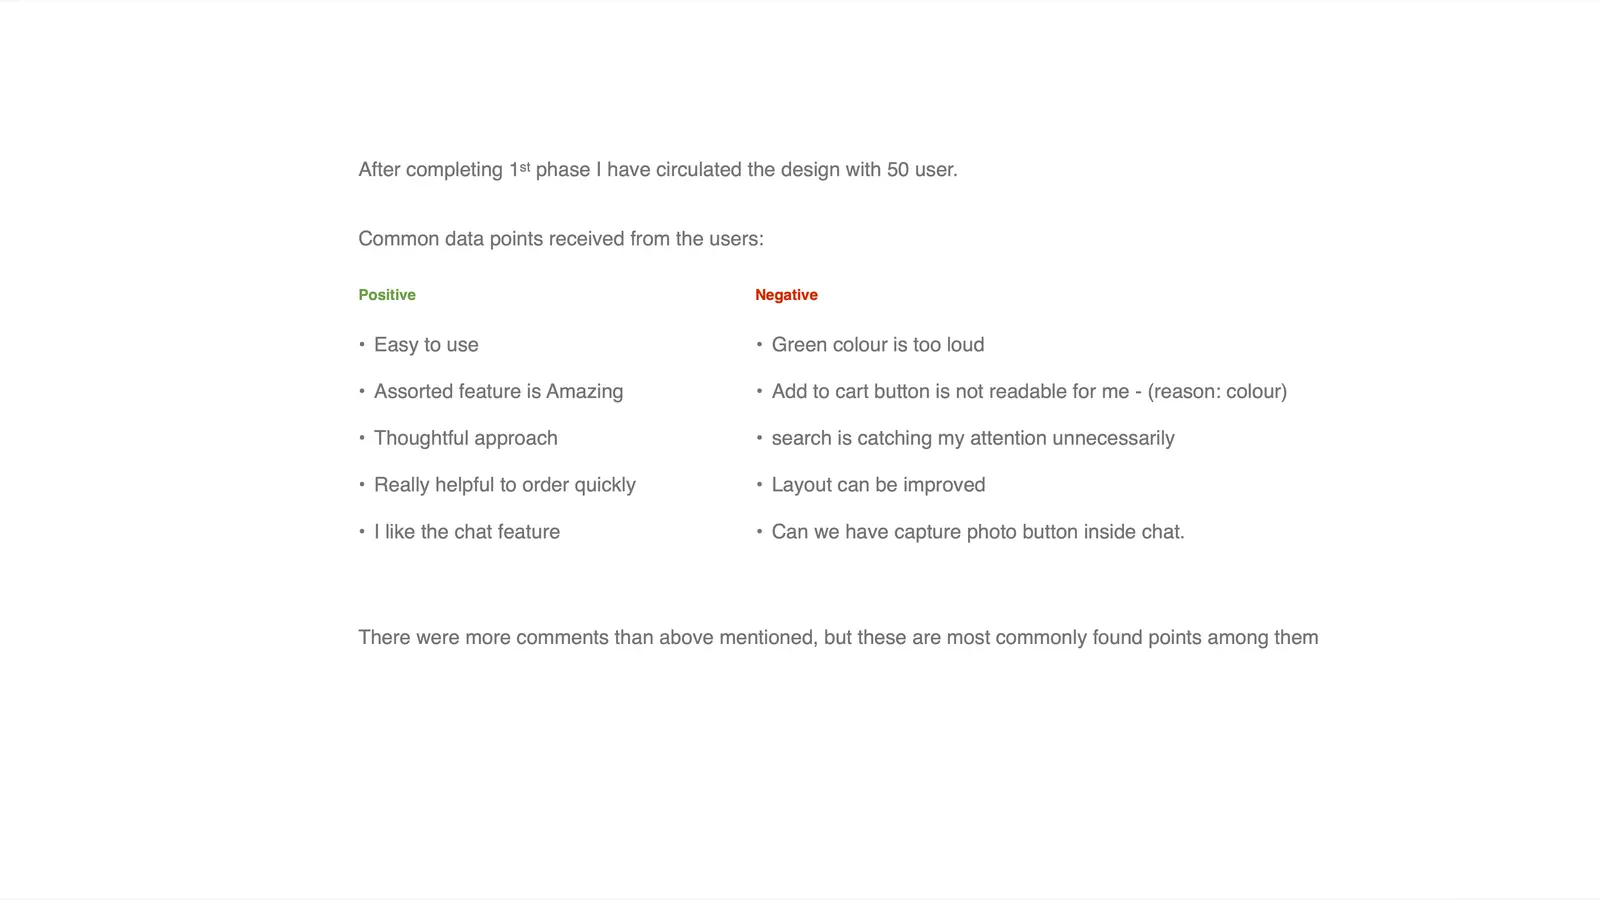 After completing 1st phase I have circulated the design with 50 user.
Common data points received from the users:
Positive
• Easy to use
• Assorted feature is Amazing
• Thoughtful approach
• Really helpful to order quickly
• I like the chat feature
Negative
• Green colour is too loud
• Add to cart button is not readable for me - (reason: colour)
• search is catching my attention unnecessarily
• Layout can be improved
• Can we have capture photo button inside chat.
There were more comments than above mentioned, but these are most commonly found points among them